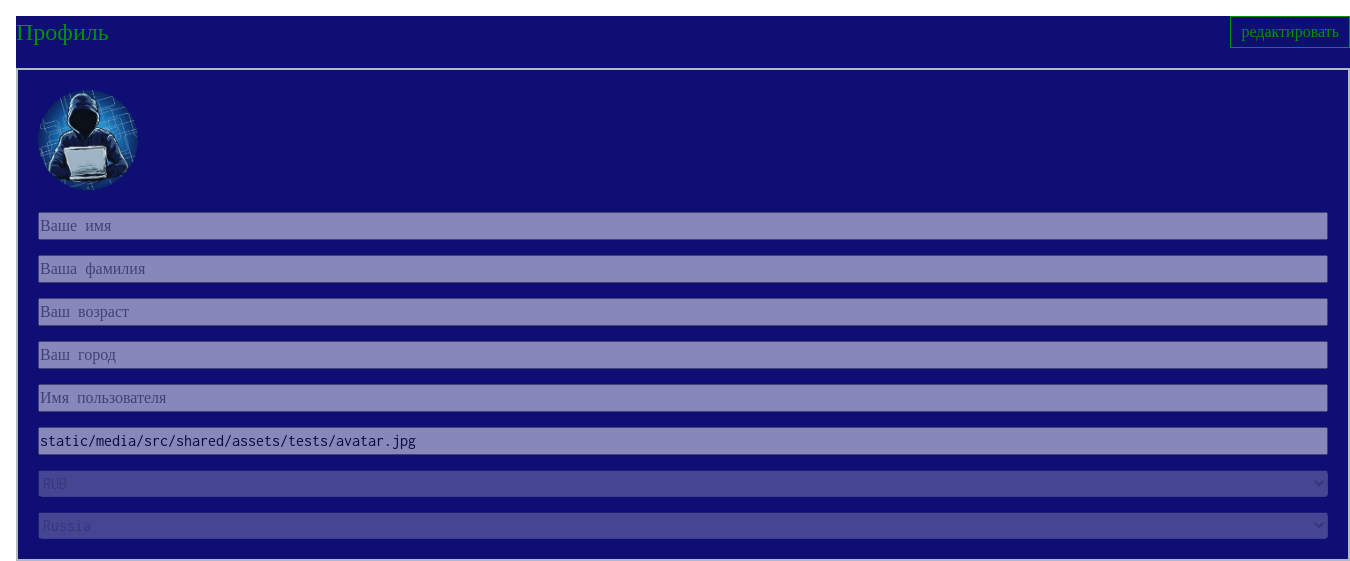 Профиль
редактировать
Ваше имя
Ваша фамилия
Ваш возраст
Ваш город
Имя пользователя
static/media/src/shared/assets/tests/avatar.jpg
RUB
Russia